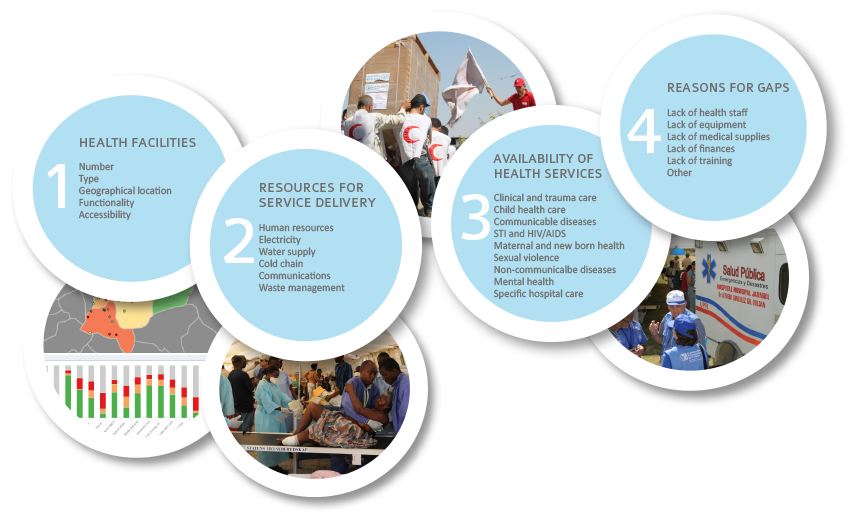 1
HEALTH FACILITIES
Number
Type
Geographical location
Functionality
Accessibility
2
RESOURCES FOR
SERVICE DELIVERY
Human resources
Electricity
Water supply
Cold chain
Communications
Waste management
3
AVAILABILITY OF
HEALTH SERVICES
Clinical and trauma care
Child health care
Communicable diseases
STI and HIV/AIDS
Maternal and new born health
Sexual violence
Non-communicalbe diseases
Mental health
Specific hospital care
4
REASONS FOR GAPS
Lack of health staff
Lack of equipment
Lack of medical supplies
Lack of finances
Lack of training
Other
Salud Pública
Emergencias y Desastres
HOSPITAL MUNICIPAL